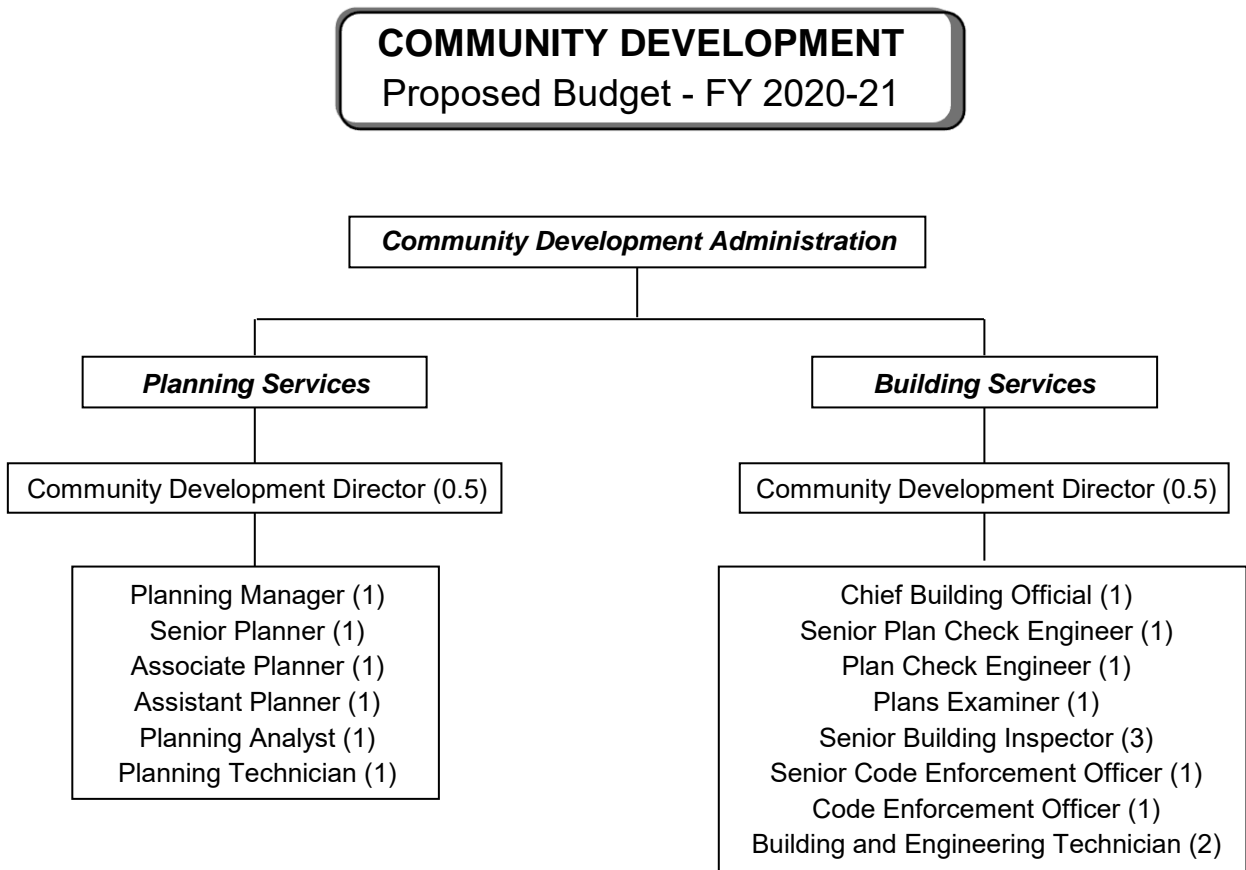 COMMUNITY DEVELOPMENT
Proposed Budget - FY 2020-21
Community Development Administration
Planning Services
Building Services
Community Development Director (0.5)
Community Development Director (0.5)
Planning Manager (1)
Senior Planner (1)
Associate Planner (1)
Assistant Planner (1)
Planning Analyst (1)
Planning Technician (1)
Chief Building Official (1)
Senior Plan Check Engineer (1)
Plan Check Engineer (1)
Plans Examiner (1)
Senior Building Inspector (3)
Senior Code Enforcement Officer (1)
Code Enforcement Officer (1)
Building and Engineering Technician (2)